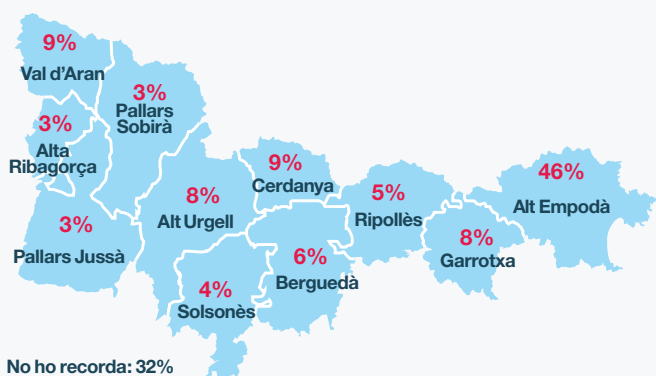 9%
Val d'Aran
3%
Pallars
Sobirà
3%
Alta
Ribagorça
3%
Pallars Jussà
8%
Alt Urgell
9%
Cerdanya
4%
Solsonès
6%
Berguedà
5%
Ripollès
8%
Garrotxa
46%
Alt Empodà
No ho recorda: 32%